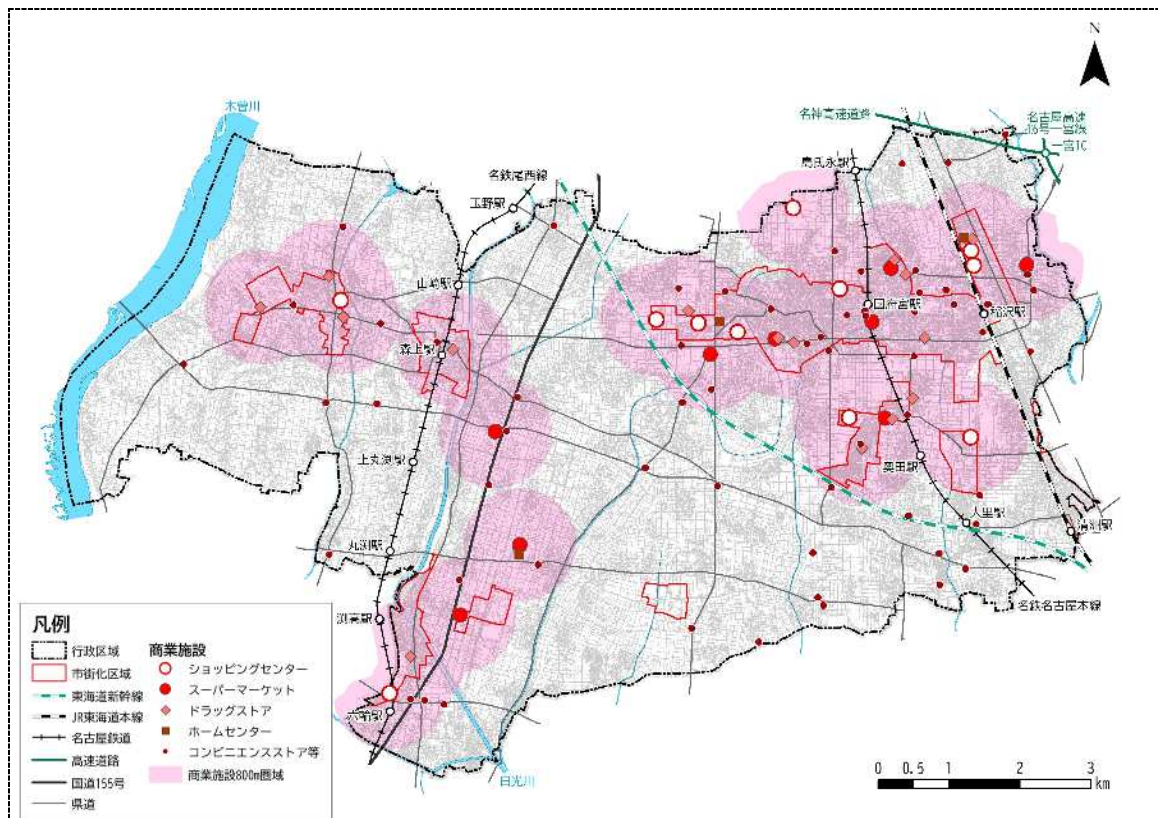 N
木曽川
名神高速道路
名古屋高速
16号一宮線
一宮IC
名鉄尾西線
玉野駅
島氏永駅
山崎駅
国府宮駅
稲沢駅
森上駅
上丸渕駅
奥田駅
大里駅
清洲駅
丸渕駅
渕高駅
名鉄名古屋本線
六輪駅
日光川
凡例
行政区域
市街化区域
東海道新幹線
JR東海道本線
名古屋鉄道
高速道路
国道155号
県道
商業施設
ショッピングセンター
スーパーマーケット
ドラッグストア
ホームセンター
コンビニエンスストア等
商業施設800m圏域
0 0.5 1 2 3
km